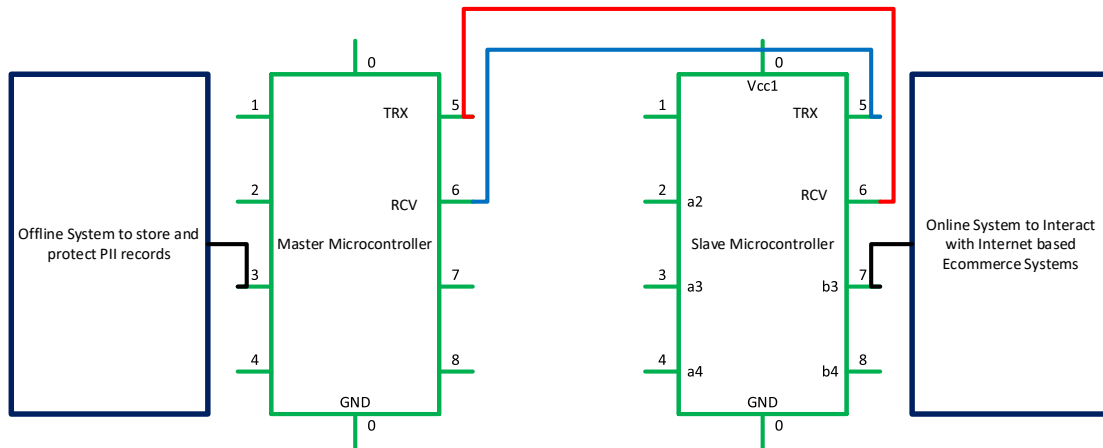 0
0
Vcc1
1
TRX
5
1
TRX
5
2
RCV
6
2
a2
RCV
6
Offline System to store and
protect PII records
Master Microcontroller
Slave Microcontroller
Online System to Interact
with Internet based
Ecommerce Systems
3
7
3
a3
b3
7
4
8
4
a4
b4
8
GND
GND
0
0